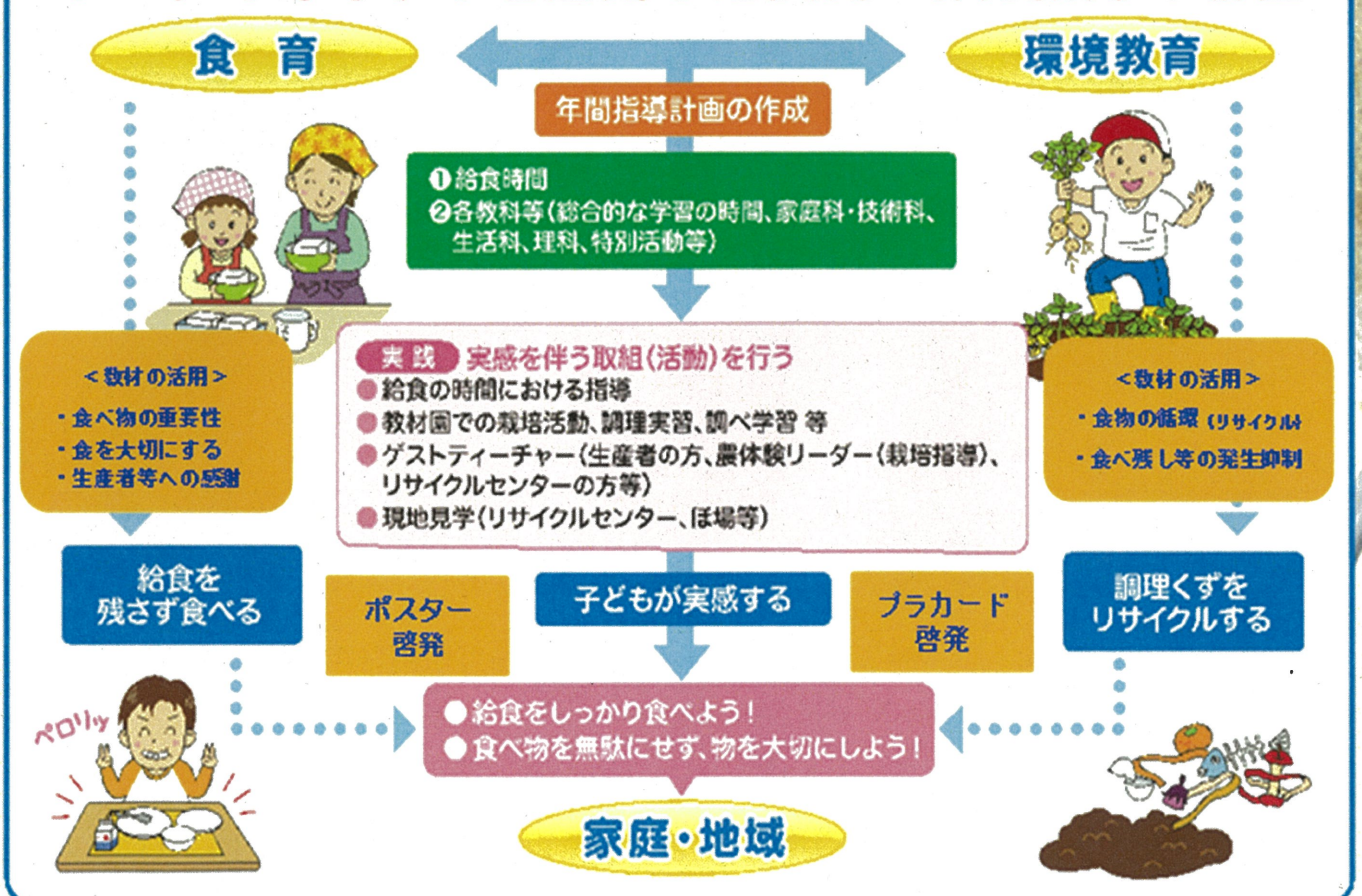 食育
環境教育
年間指導計画の作成
❶給食時間
❷各教科等(総合的な学習の時間、家庭科・技術科、
生活科、理科、特別活動等)
<教材の活用>
・食べ物の重要性
・食を大切にする
・生産者等への感謝
実践 実感を伴う取組(活動)を行う
●給食の時間における指導
●教材園での栽培活動、調理実習、調べ学習 等
●ゲストティーチャー(生産者の方、農体験リーダー(栽培指導)、
リサイクルセンターの方等)
●現地見学(リサイクルセンター、ほ場等)
<教材の活用>
・食物の循環(リサイクル)
・食べ残し等の発生抑制
給食を
残さず食べる
ポスター
啓発
子どもが実感する
プラカード
啓発
調理くずを
リサイクルする
ペロリッ
●給食をしっかり食べよう!
●食べ物を無駄にせず、物を大切にしよう!
家庭・地域